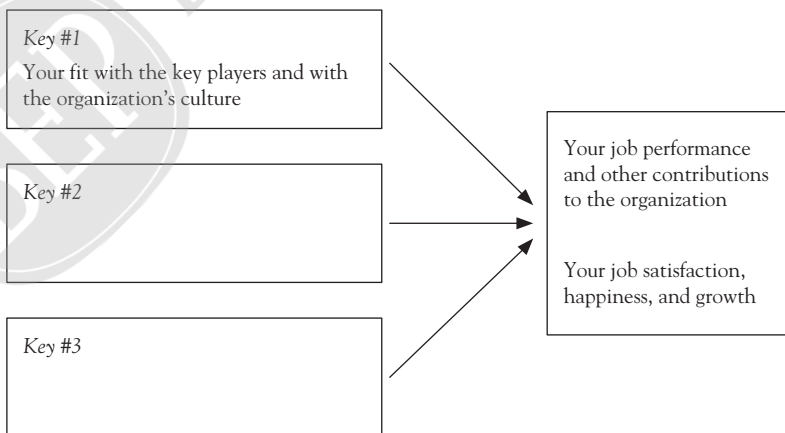 Key #1
Your fit with the key players and with
the organization's culture
Key #2
Key #3
Your job performance
and other contributions
to the organization
Your job satisfaction,
happiness, and growth